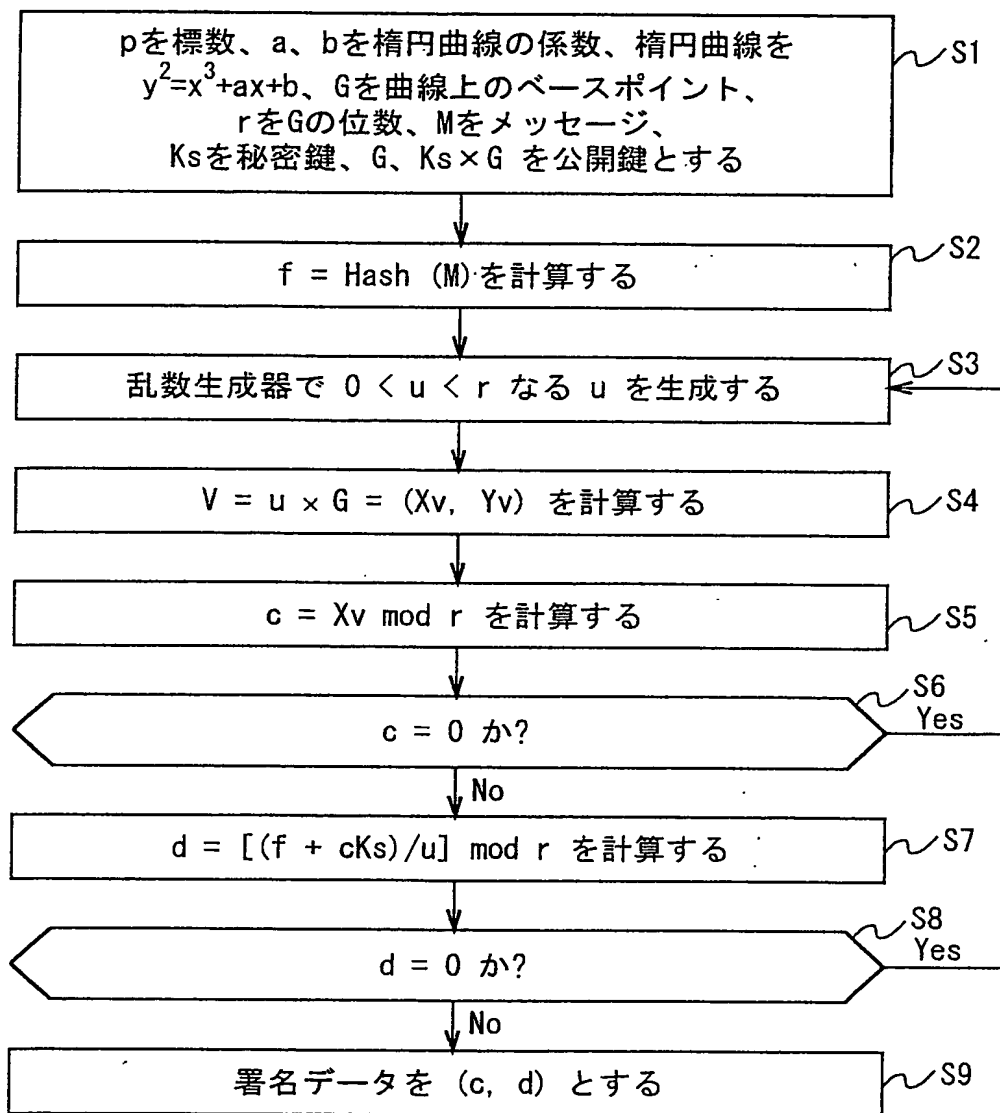 pを標数、a、bを楕円曲線の係数、楕円曲線を
y²=x³+ax+b、Gを曲線上のベースポイント、
rをGの位数、Mをメッセージ、
Ksを秘密鍵、G、Ks×G を公開鍵とする
S1
f = Hash (M) を計算する
S2
乱数生成器で 0 < u < r なる u を生成する
S3
V = u × G = (Xv, Yv) を計算する
S4
c = Xv mod r を計算する
S5
c = 0 か?
S6
Yes
No
d = [(f + cKs)/u] mod r を計算する
S7
d = 0 か?
S8
Yes
No
署名データを (c, d) とする
S9